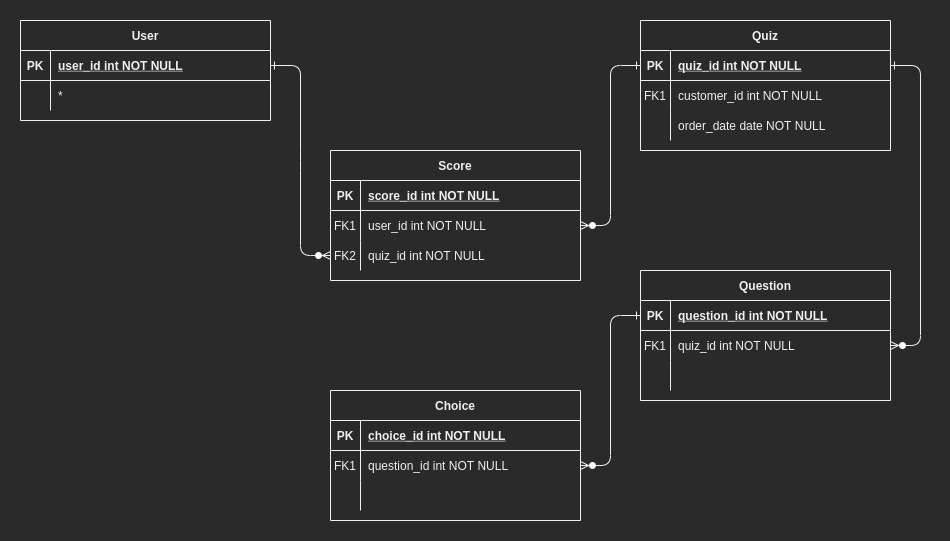 User
PK user_id int NOT NULL
*
Quiz
PK quiz_id int NOT NULL
FK1 customer_id int NOT NULL
order_date date NOT NULL
Score
PK score_id int NOT NULL
FK1 user_id int NOT NULL
FK2 quiz_id int NOT NULL
Question
PK question_id int NOT NULL
FK1 quiz_id int NOT NULL
Choice
PK choice_id int NOT NULL
FK1 question_id int NOT NULL